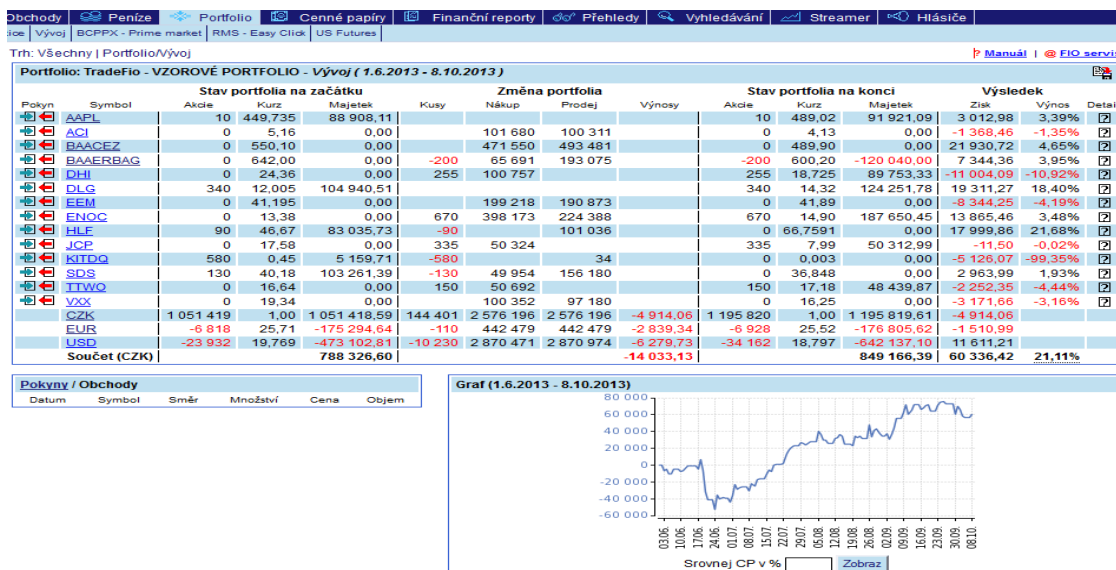 Obchody Peníze Portfolio Cenné papíry Finanční reporty Přehledy Vyhledávání Streamer Hlásiče
Vývoj BCPPX - Prime market RMS - Easy Click US Futures
Trh: Všechny | Portfolio/Vývoj Manuál | @ FIO servis
Portfolio: TradeFio - VZOROVÉ PORTFOLIO - Vývoj ( 1.6.2013 - 8.10.2013 )
Stav portfolia na začátku Změna portfolia Stav portfolia na konci Výsledek
Pokyn Symbol Akcie Kurz Majetek Kusy Nákup Prodej Výnosy Akcie Kurz Majetek Zisk Výnos Detail
AAPL 10 449,735 88 908,11 10 489,02 91 921,09 3 012,98 3,39%
ACI 0 5,16 0,00 101 680 100 311 0 4,13 0,00 -1 368,46 -1,35%
BAACEZ 0 550,10 0,00 471 550 493 481 0 489,90 0,00 21 930,72 4,65%
BAAERBAG 0 642,00 0,00 -200 65 691 193 075 -200 600,20 -120 040,00 7 344,36 3,95%
DHI 0 24,36 0,00 255 100 757 255 18,725 89 753,33 -11 004,09 -10,92%
DLG 340 12,005 104 940,51 340 14,32 124 251,78 19 311,27 18,40%
EEM 0 41,195 0,00 199 218 190 873 0 41,89 0,00 -8 344,25 -4,19%
ENOC 0 13,38 0,00 670 398 173 224 388 670 14,90 187 650,45 13 865,46 3,48%
HLF 90 46,67 83 035,73 -90 101 036 0 66,7591 0,00 17 999,86 21,68%
JCP 0 17,58 0,00 335 50 324 335 7,99 50 312,99 -11,50 -0,02%
KITDQ 580 0,45 5 159,71 -580 34 0 0,003 0,00 -5 126,07 -99,35%
SDS 130 40,18 103 261,39 -130 49 954 156 180 0 36,848 0,00 2 963,99 1,93%
TTWO 0 16,64 0,00 150 50 692 150 17,18 48 439,87 -2 252,35 -4,44%
VXX 0 19,34 0,00 100 352 97 180 0 16,25 0,00 -3 171,66 -3,16%
CZK 1 051 419 1,00 1 051 418,59 144 401 2 576 196 2 576 196 -4 914,06 1 195 820 1,00 1 195 819,61 -4 914,06
EUR -6 818 25,71 -175 294,64 -110 442 479 442 479 -2 839,34 -6 928 25,52 -176 805,62 -1 510,99
USD -23 932 19,769 -473 102,81 -10 230 2 870 471 2 870 974 -6 279,73 -34 162 18,797 -642 137,10 11 611,21
Součet (CZK) 788 326,60 -14 033,13 849 166,39 60 336,42 21,11%
Pokyny / Obchody
Datum Symbol Směr Množství Cena Objem
Graf (1.6.2013 - 8.10.2013)
80 000
60 000
40 000
20 000
0
-20 000
-40 000
-60 000
03.06. 10.06. 17.06. 24.06. 01.07. 08.07. 15.07. 22.07. 29.07. 05.08. 12.08. 19.08. 26.08. 02.09. 09.09. 16.09. 23.09. 30.09. 08.10.
Srovnej CP v % Zobraz